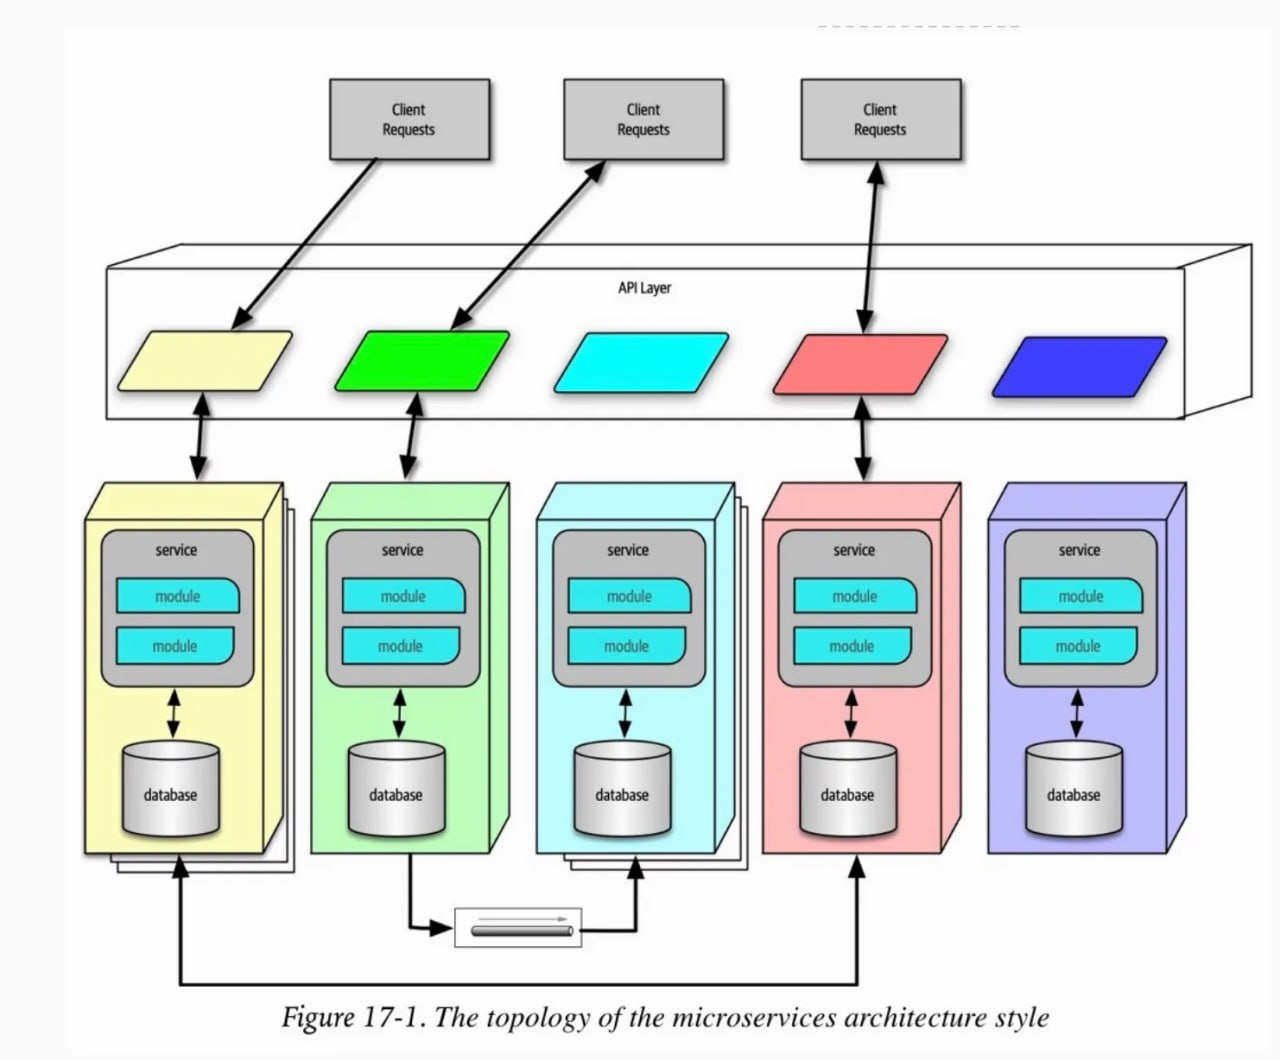 Client
Requests
Client
Requests
Client
Requests
API Layer
service
module
module
database
service
module
module
database
service
module
module
database
service
module
module
database
service
module
module
database
Figure 17-1. The topology of the microservices architecture style